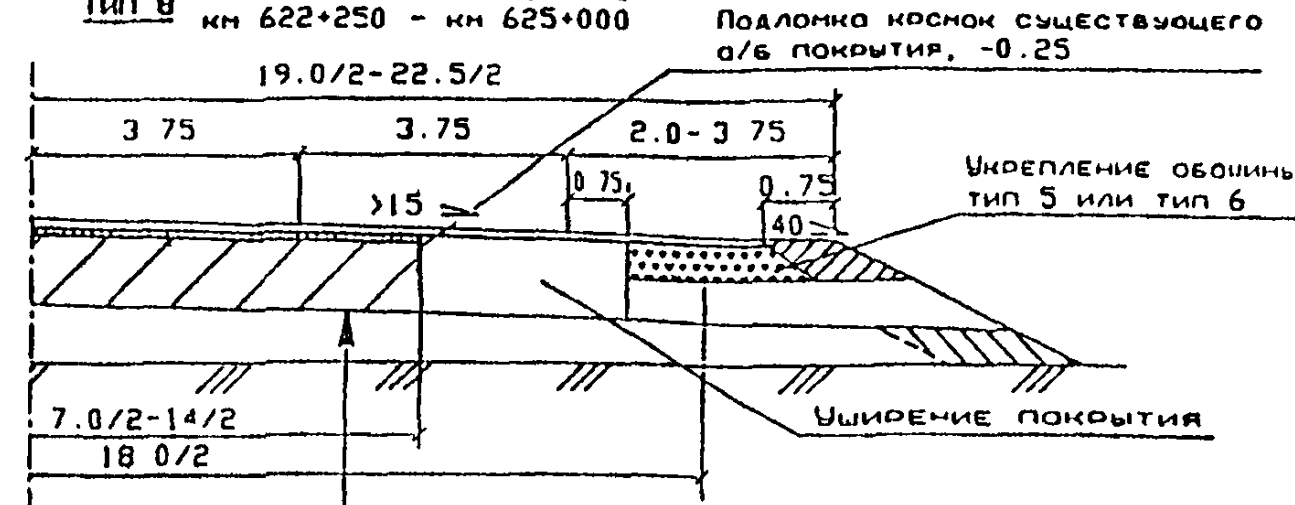 ТИП 8 км 622+250 - км 625+000
Подломка кромок существующего
а/б покрытия, -0.25
19.0/2-22.5/2
3 75
3.75
2.0-3 75
0 75
0.75
Укрепление обочины
тип 5 или тип 6
>15
40
7.0/2-14/2
Уширение покрытия
18 0/2